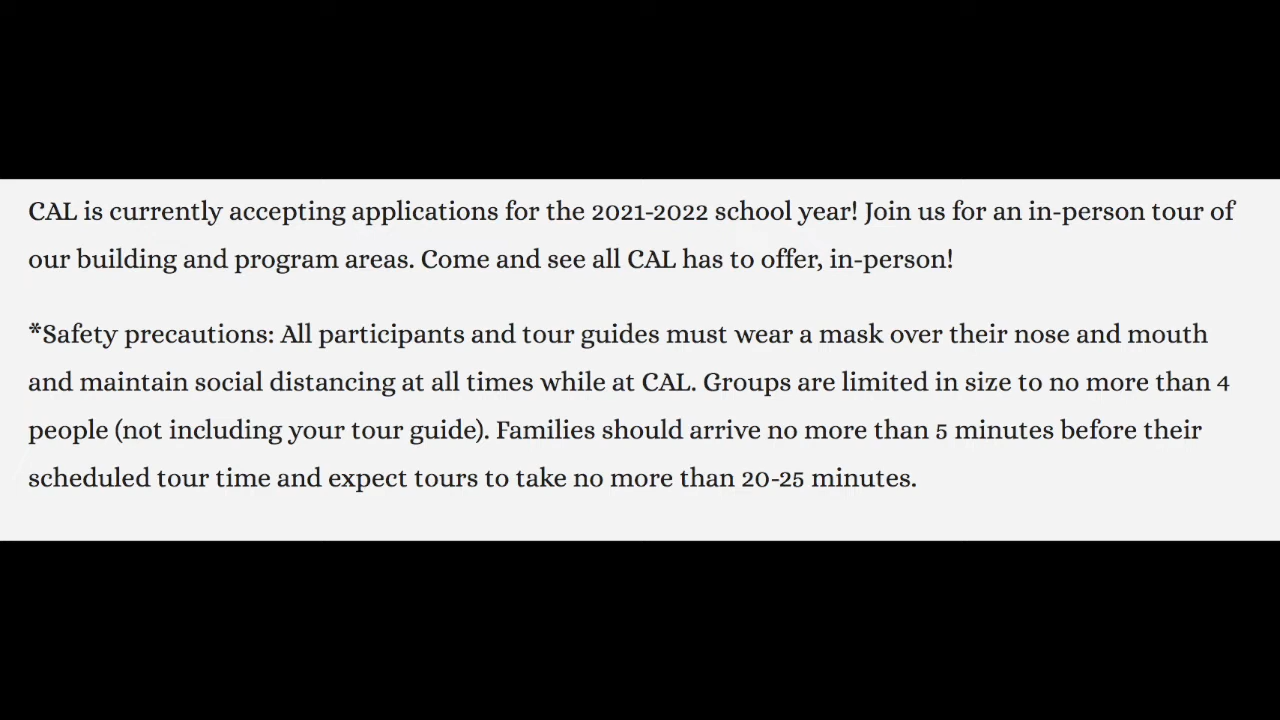 CAL is currently accepting applications for the 2021-2022 school year! Join us for an in-person tour of
our building and program areas. Come and see all CAL has to offer, in-person!
*Safety precautions: All participants and tour guides must wear a mask over their nose and mouth
and maintain social distancing at all times while at CAL. Groups are limited in size to no more than 4
people (not including your tour guide). Families should arrive no more than 5 minutes before their
scheduled tour time and expect tours to take no more than 20-25 minutes.